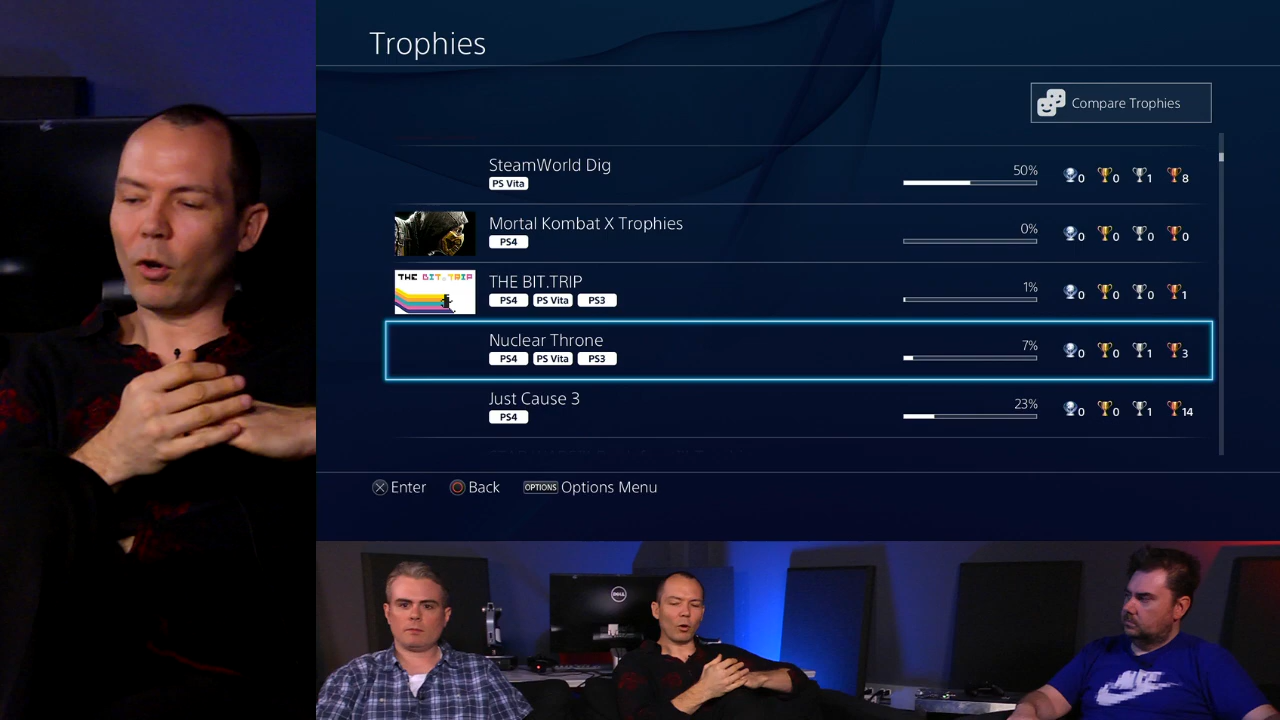 Trophies
Compare Trophies
SteamWorld Dig
50%
0 0 1 8
PS Vita
Mortal Kombat X Trophies
0%
0 0 0 0
PS4
THE BIT.TRIP
THE BIT.TRIP
1%
0 0 0 1
PS4 PS Vita PS3
Nuclear Throne
7%
0 0 1 3
PS4 PS Vita PS3
Just Cause 3
23%
0 0 1 14
PS4
Enter Back OPTIONS Options Menu
DELL